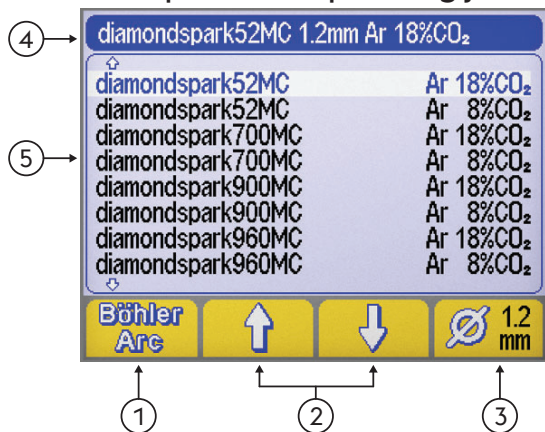 ④ diamondspark52MC 1.2mm Ar 18%CO₂
diamondspark52MC Ar 18%CO₂
diamondspark52MC Ar 8%CO₂
diamondspark700MC Ar 18%CO₂
⑤ diamondspark700MC Ar 8%CO₂
diamondspark900MC Ar 18%CO₂
diamondspark900MC Ar 8%CO₂
diamondspark960MC Ar 18%CO₂
diamondspark960MC Ar 8%CO₂
Böhler Ø 1.2
Arc mm
① ② ③